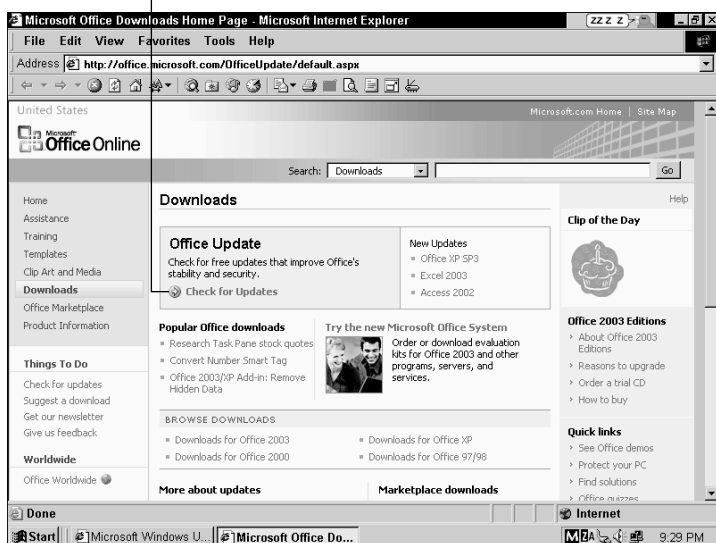 Microsoft Office Downloads Home Page - Microsoft Internet Explorer
zz z z
File Edit View Favorites Tools Help
Address http://office.microsoft.com/OfficeUpdate/default.aspx
United States
Microsoft.com Home | Site Map
Microsoft
Office Online
Search: Downloads Go
Home
Assistance
Training
Templates
Clip Art and Media
Downloads
Office Marketplace
Product Information
Things To Do
Check for updates
Suggest a download
Get our newsletter
Give us feedback
Worldwide
Office Worldwide
Downloads
Office Update
Check for free updates that improve Office's
stability and security.
Check for Updates
New Updates
Office XP SP3
Excel 2003
Access 2002
Popular Office downloads
Research Task Pane stock quotes
Convert Number Smart Tag
Office 2003/XP Add-in: Remove
Hidden Data
Try the new Microsoft Office System
Order or download evaluation
kits for Office 2003 and other
programs, servers, and
services.
BROWSE DOWNLOADS
Downloads for Office 2003
Downloads for Office XP
Downloads for Office 2000
Downloads for Office 97/98
More about updates
Marketplace downloads
Help
Clip of the Day
Office 2003 Editions
About Office 2003
Editions
Reasons to upgrade
Order a trial CD
How to buy
Quick links
See Office demos
Protect your PC
Find solutions
Office quizzes
Done
Internet
Start
Microsoft Windows U...
Microsoft Office Do...
9:29 PM